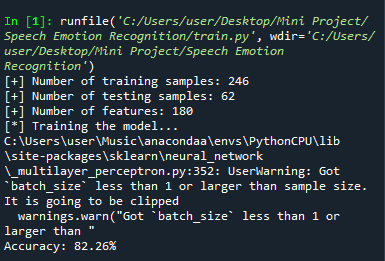 In [1]: runfile('C:/Users/user/Desktop/Mini Project/
Speech Emotion Recognition/train.py', wdir='C:/Users/
user/Desktop/Mini Project/Speech Emotion
Recognition')
[+] Number of training samples: 246
[+] Number of testing samples: 62
[+] Number of features: 180
[*] Training the model...
C:\Users\user\Music\anacondaa\envs\PythonCPU\lib
\site-packages\sklearn\neural_network
\_multilayer_perceptron.py:352: UserWarning: Got
`batch_size` less than 1 or larger than sample size.
It is going to be clipped
  warnings.warn("Got `batch_size` less than 1 or
larger than "
Accuracy: 82.26%